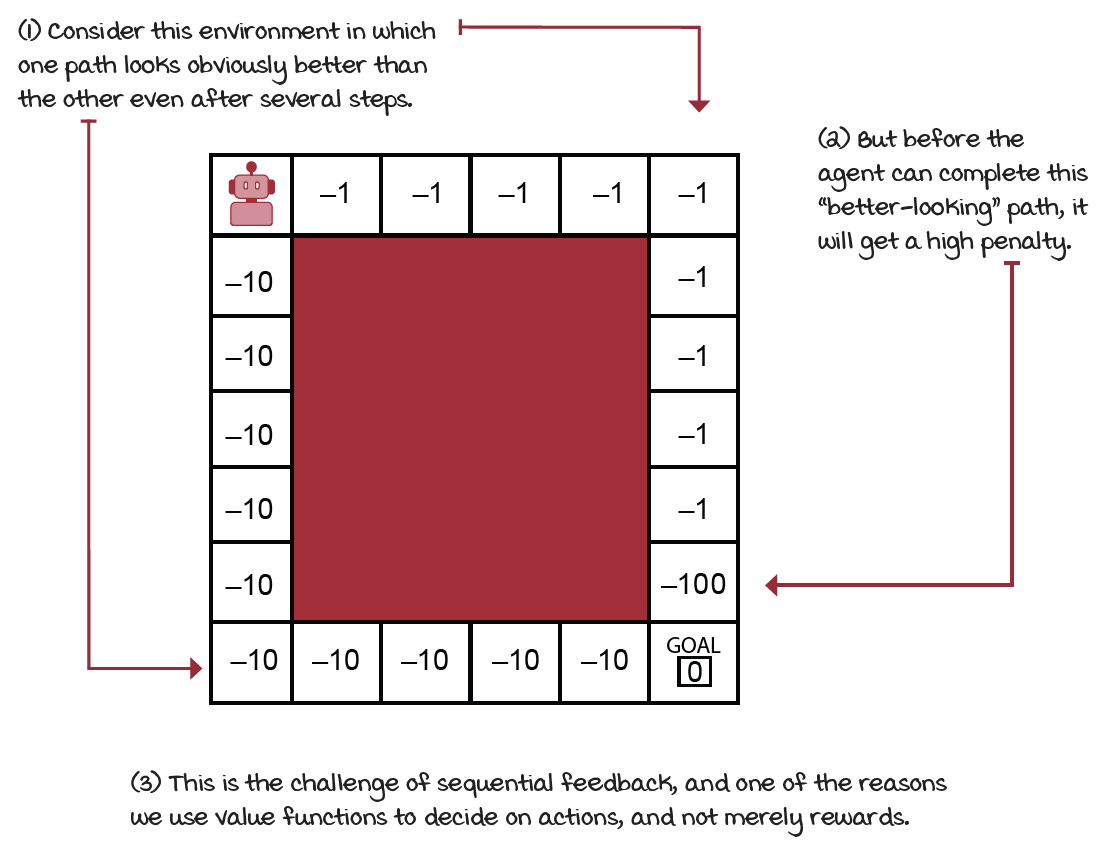 (1) Consider this environment in which
one path looks obviously better than
the other even after several steps.
(2) But before the
agent can complete this
“better–looking” path, it
will get a high penalty.
–1 –1 –1 –1 –1
–10 –1
–10 –1
–10 –1
–10 –1
–10 –100
–10 –10 –10 –10 –10 GOAL
0
(3) This is the challenge of sequential feedback, and one of the reasons
we use value functions to decide on actions, and not merely rewards.